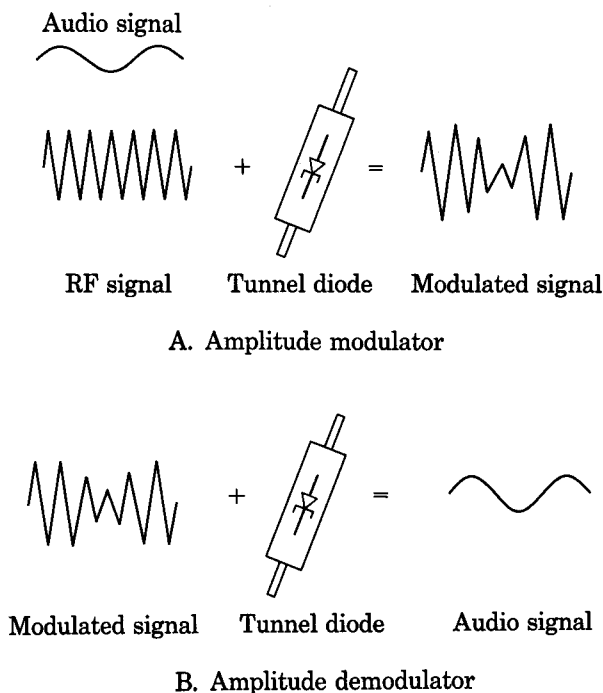 Audio signal
+
=
RF signal
Tunnel diode
Modulated signal
A. Amplitude modulator
+
=
Modulated signal
Tunnel diode
Audio signal
B. Amplitude demodulator